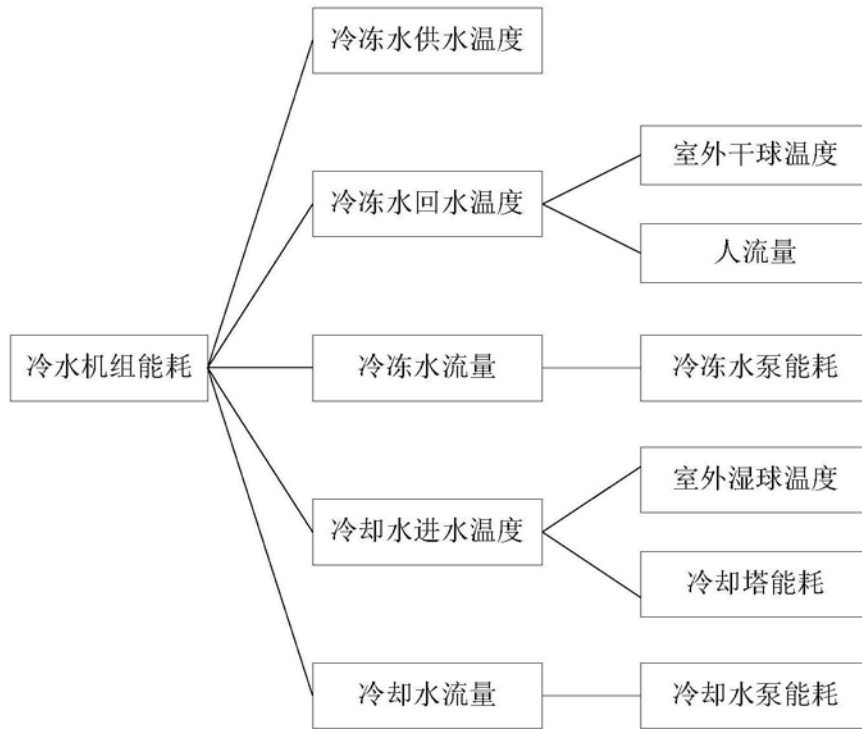 冷冻水供水温度
室外干球温度
冷冻水回水温度
人流量
冷水机组能耗
冷冻水流量
冷冻水泵能耗
室外湿球温度
冷却水进水温度
冷却塔能耗
冷却水流量
冷却水泵能耗